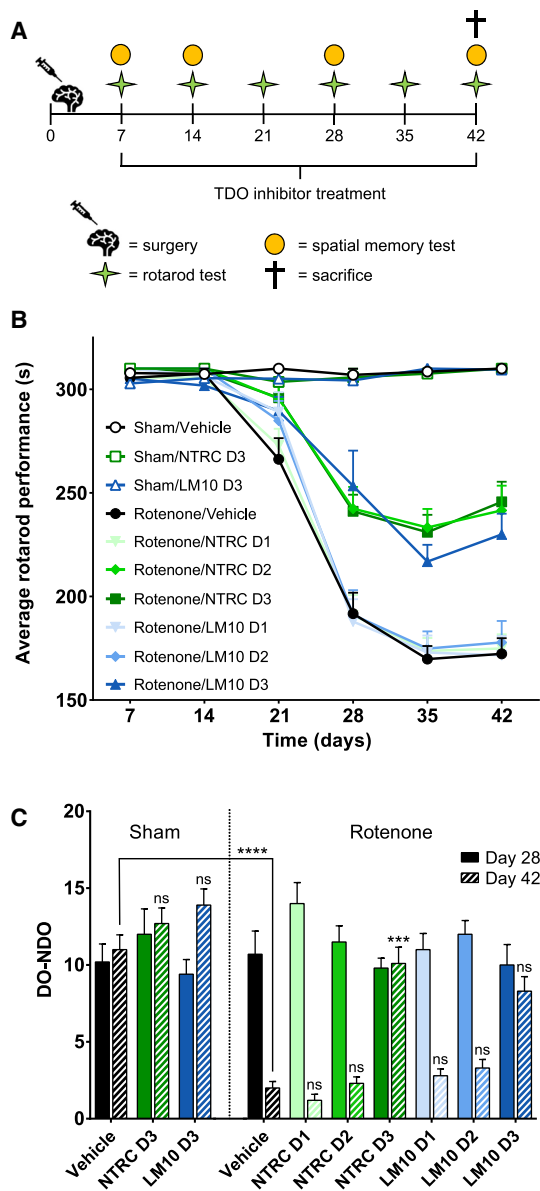 A
0 7 14 21 28 35 42
TDO inhibitor treatment
= surgery
= spatial memory test
= rotarod test
= sacrifice
B
Average rotarod performance (s)
300
250
200
150
Sham/Vehicle
Sham/NTRC D3
Sham/LM10 D3
Rotenone/Vehicle
Rotenone/NTRC D1
Rotenone/NTRC D2
Rotenone/NTRC D3
Rotenone/LM10 D1
Rotenone/LM10 D2
Rotenone/LM10 D3
7 14 21 28 35 42
Time (days)
C
DO-NDO
20
15
10
5
0
Sham
Rotenone
Day 28
Day 42
****
ns
ns
ns
ns
***
ns
ns
ns
Vehicle
NTRC D3
LM10 D3
Vehicle
NTRC D1
NTRC D2
NTRC D3
LM10 D1
LM10 D2
LM10 D3